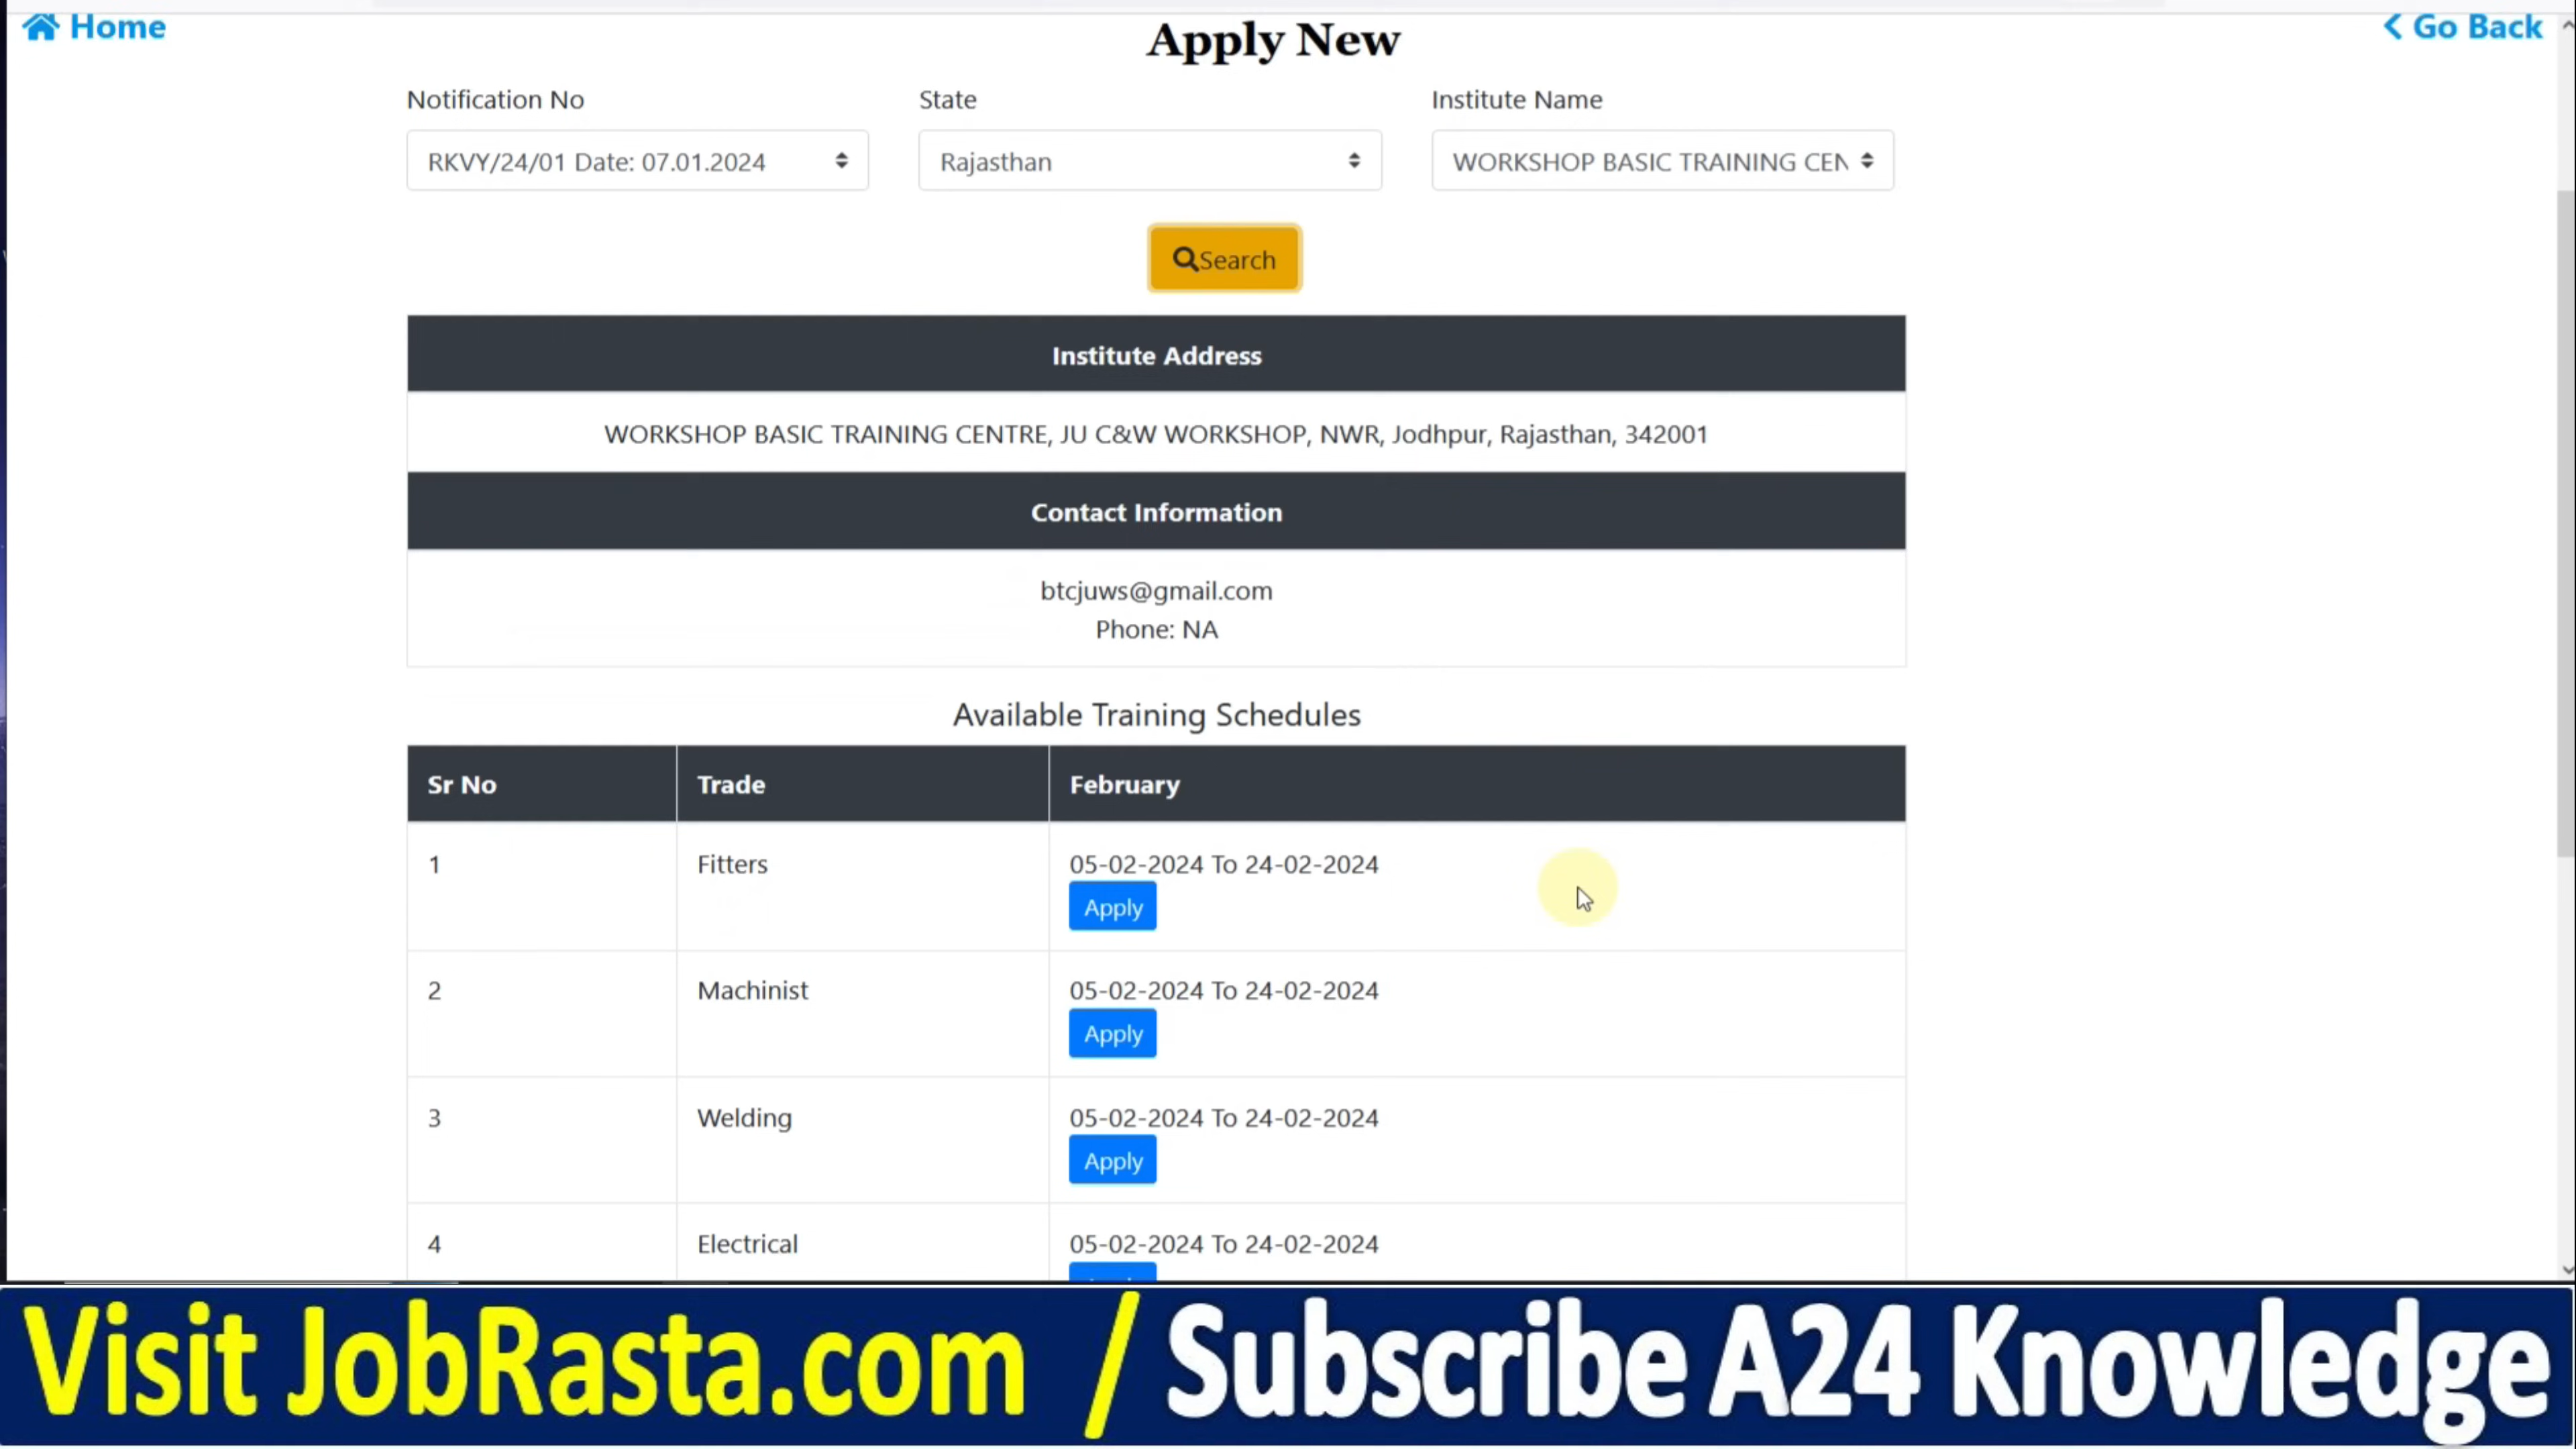 Home
Apply New
Go Back
Notification No
State
Institute Name
RKVY/24/01 Date: 07.01.2024
Rajasthan
WORKSHOP BASIC TRAINING CEN
Search
Institute Address
WORKSHOP BASIC TRAINING CENTRE, JU C&W WORKSHOP, NWR, Jodhpur, Rajasthan, 342001
Contact Information
btcjuws@gmail.com
Phone: NA
Available Training Schedules
Sr No Trade February
1 Fitters 05-02-2024 To 24-02-2024
Apply
2 Machinist 05-02-2024 To 24-02-2024
Apply
3 Welding 05-02-2024 To 24-02-2024
Apply
4 Electrical 05-02-2024 To 24-02-2024
Visit JobRasta.com / Subscribe A24 Knowledge